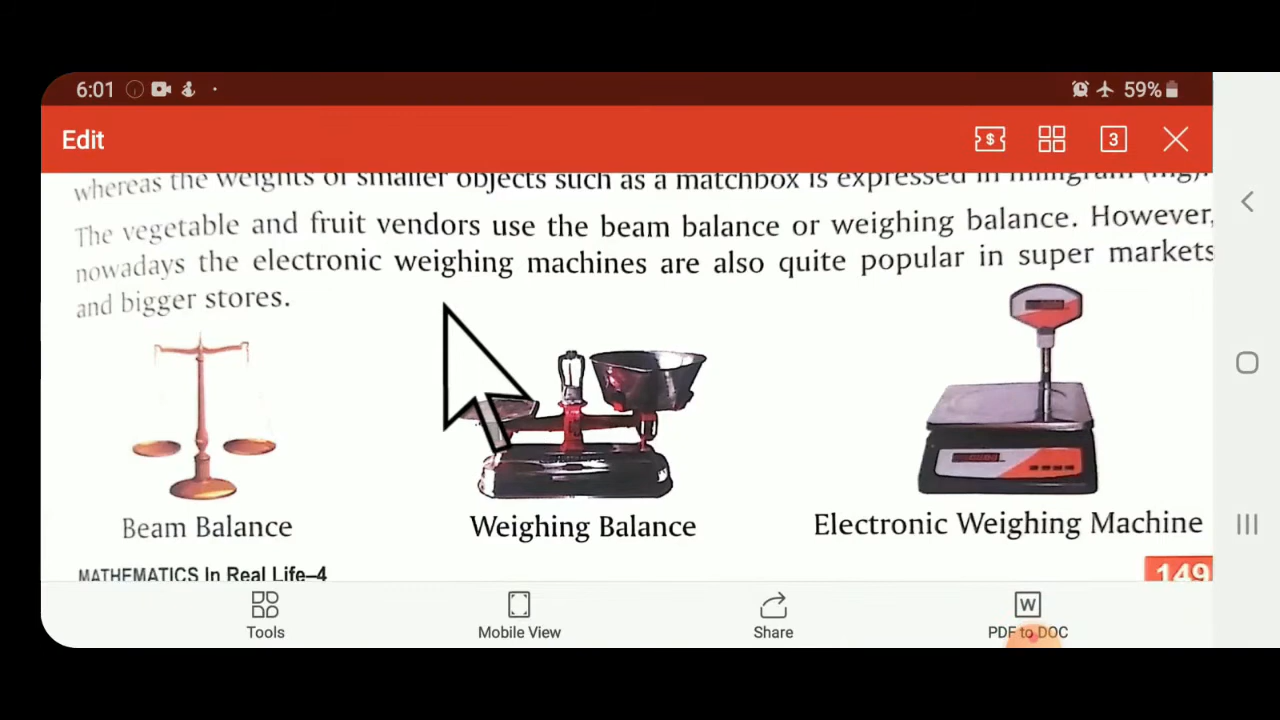 6:01
59%
Edit
$
3
whereas the weights of smaller objects such as a matchbox is expressed in milligram (mg).
The vegetable and fruit vendors use the beam balance or weighing balance. However,
nowadays the electronic weighing machines are also quite popular in super markets
and bigger stores.
Beam Balance
Weighing Balance
Electronic Weighing Machine
MATHEMATICS In Real Life–4
149
Tools
Mobile View
Share
W
PDF to DOC